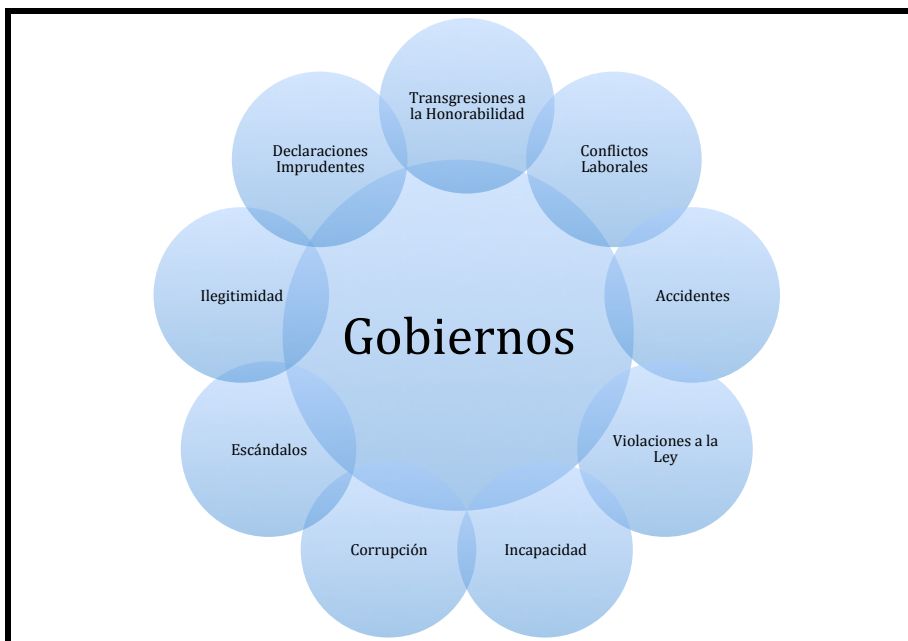 Transgresiones a
la Honorabilidad
Conflictos
Laborales
Accidentes
Violaciones a la
Ley
Incapacidad
Corrupción
Escándalos
Ilegitimidad
Declaraciones
Imprudentes
Gobiernos